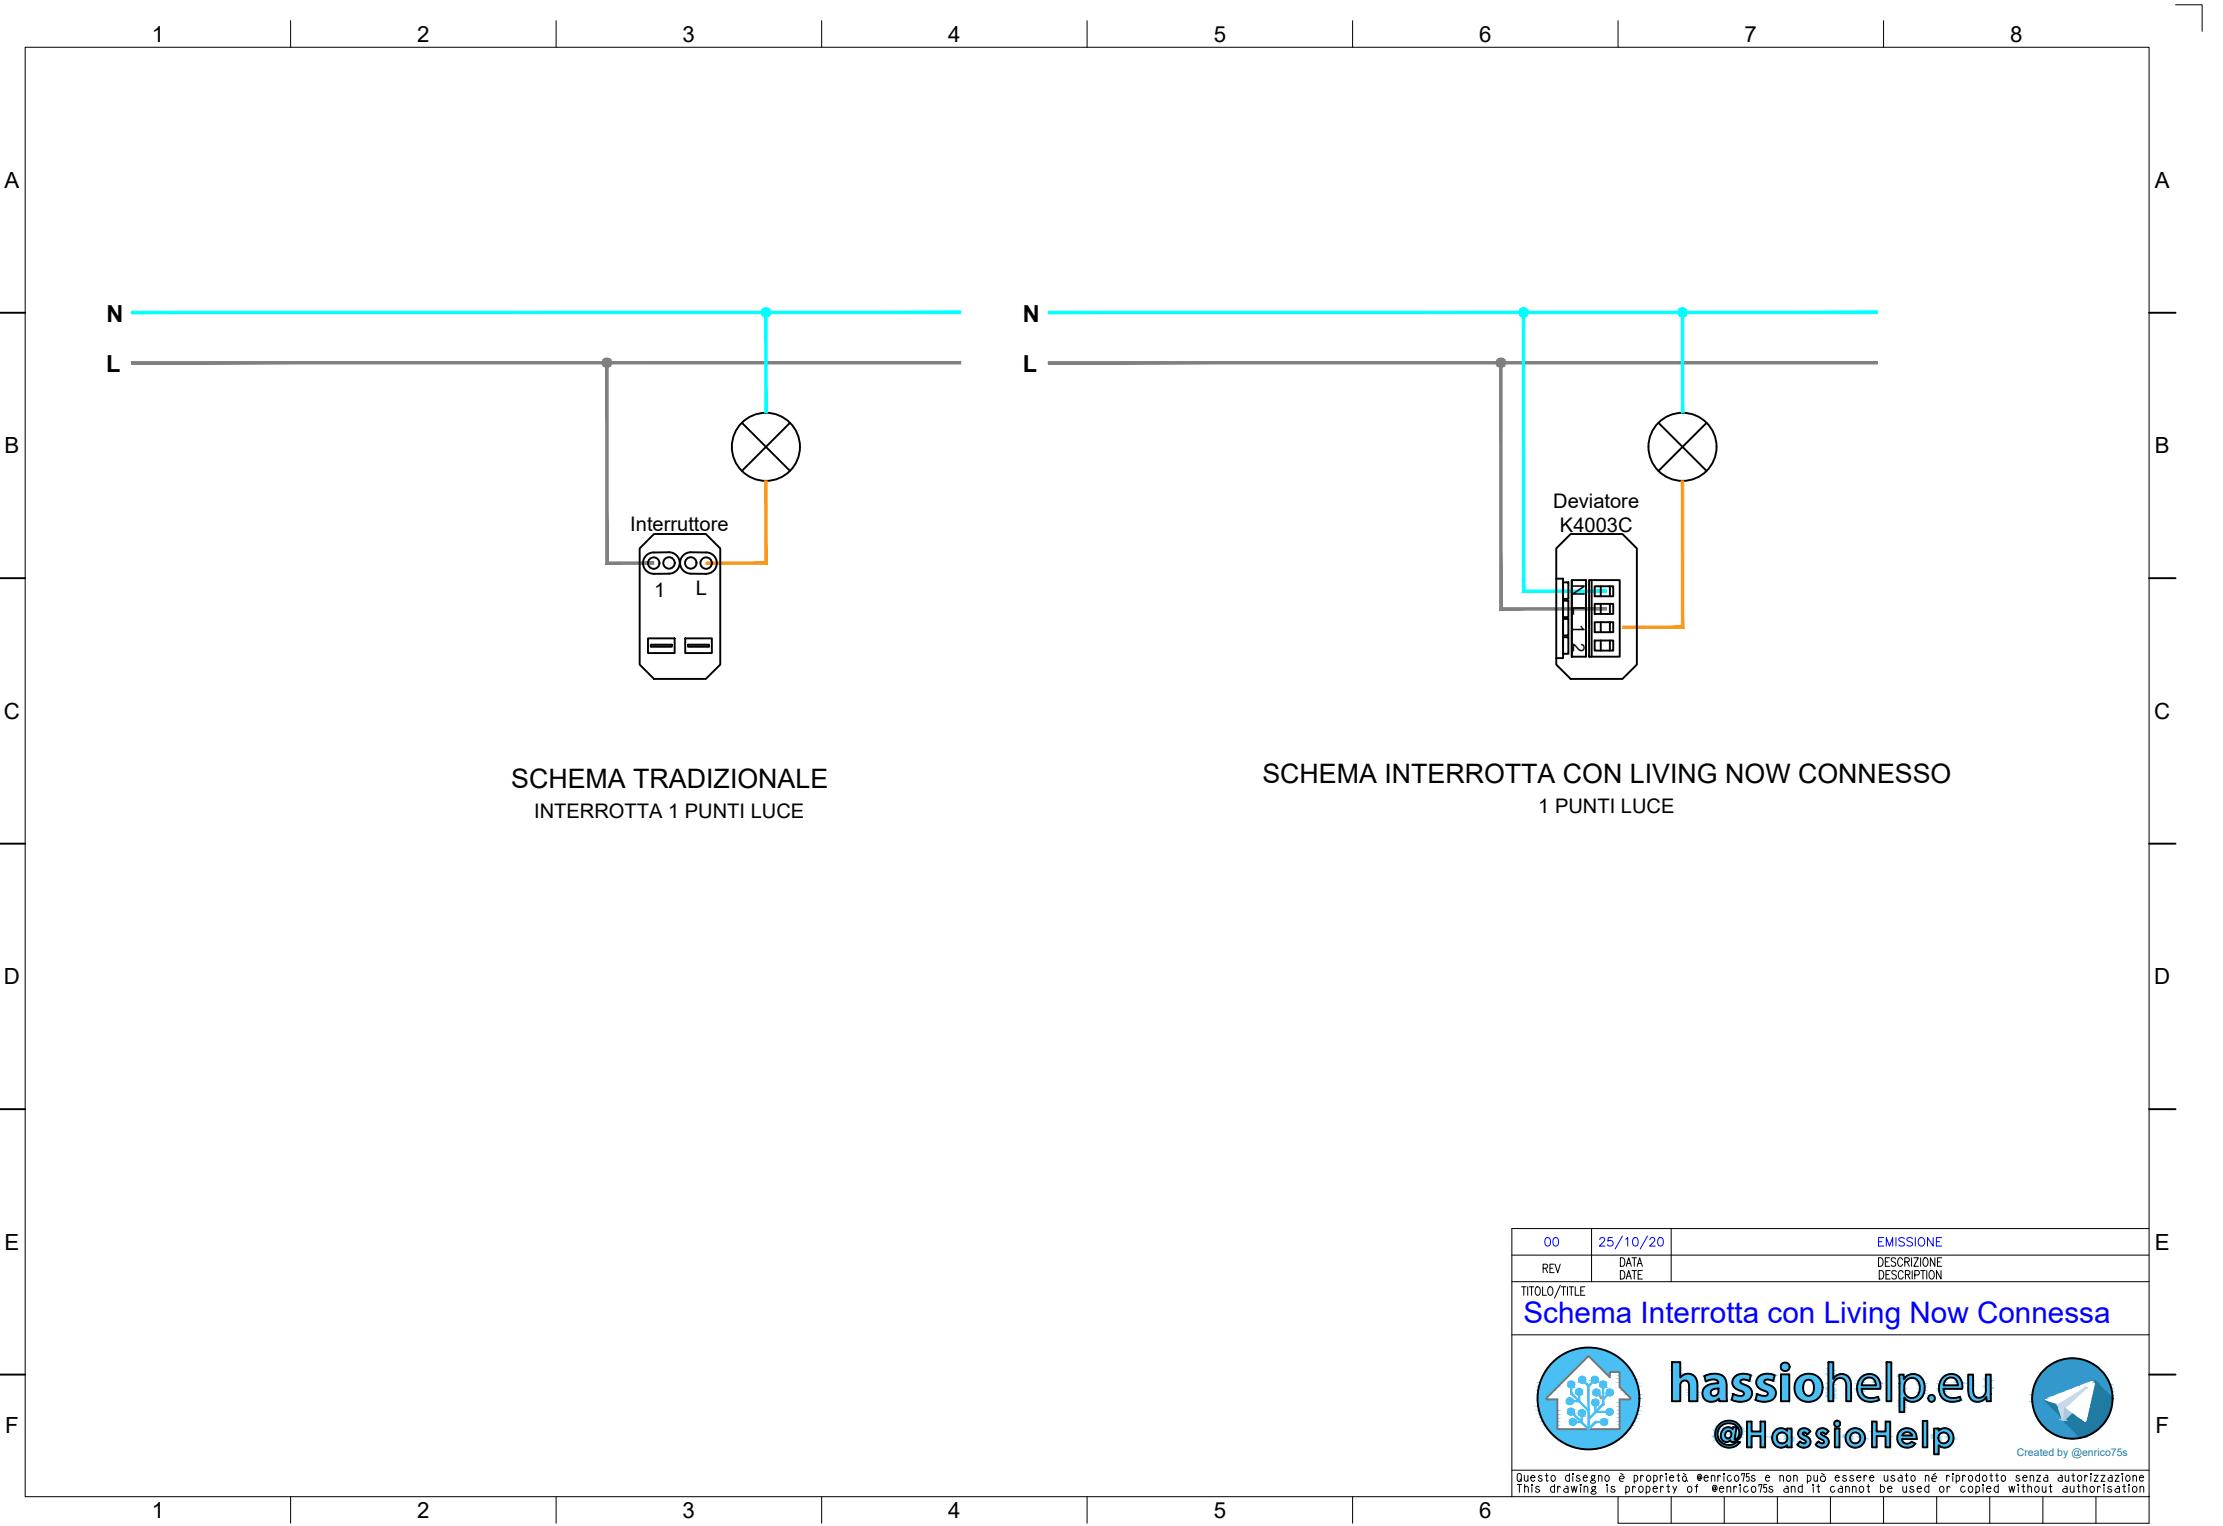 1 2 3 4 5 6 7 8
A A
N N
L L
B B
Deviatore
Interruttore K4003C
1 L
N
L
1
2
C C
SCHEMA TRADIZIONALE
INTERROTTA 1 PUNTI LUCE
SCHEMA INTERROTTA CON LIVING NOW CONNESSO
1 PUNTI LUCE
D D
E E
00 25/10/20 EMISSIONE
REV DATA DESCRIZIONE
DATE DESCRIPTION
TITOLO/TITLE
Schema Interrotta con Living Now Connessa
hassiohelp.eu
@HassioHelp
Created by @enrico75s
F F
Questo disegno è proprietà @enrico75s e non può essere usato né riprodotto senza autorizzazione
This drawing is property of @enrico75s and it cannot be used or copied without authorisation
1 2 3 4 5 6